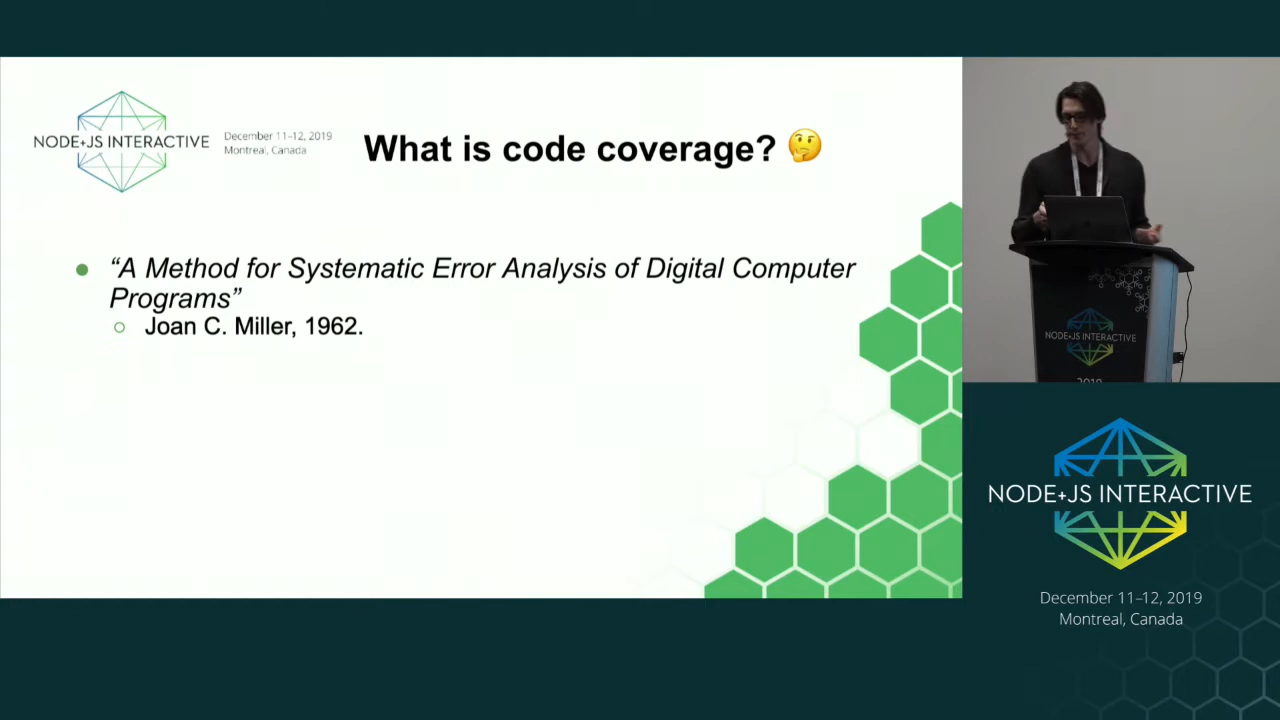 NODE+JS INTERACTIVE
December 11–12, 2019
Montreal, Canada
What is code coverage? 🤔
“A Method for Systematic Error Analysis of Digital Computer
Programs”
Joan C. Miller, 1962.
NODE+JS INTERACTIVE
2019
NODE+JS INTERACTIVE
December 11–12, 2019
Montreal, Canada